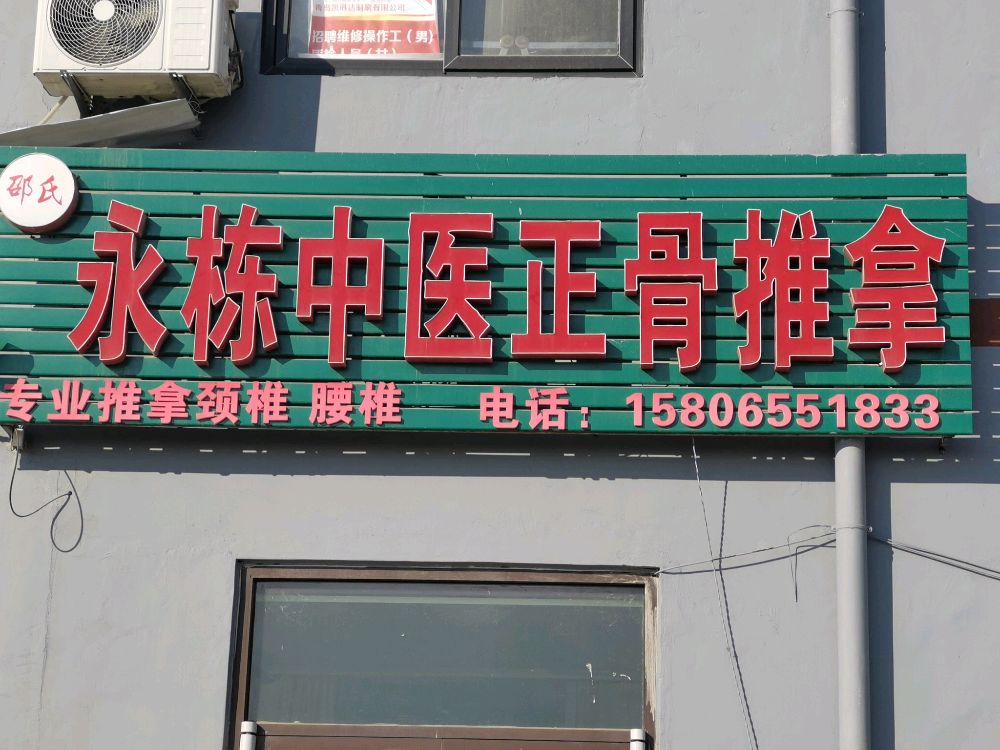 招聘维修操作工（男）
邵氏
永栋中医正骨推拿
专业推拿颈椎 腰椎 电话：15806551833